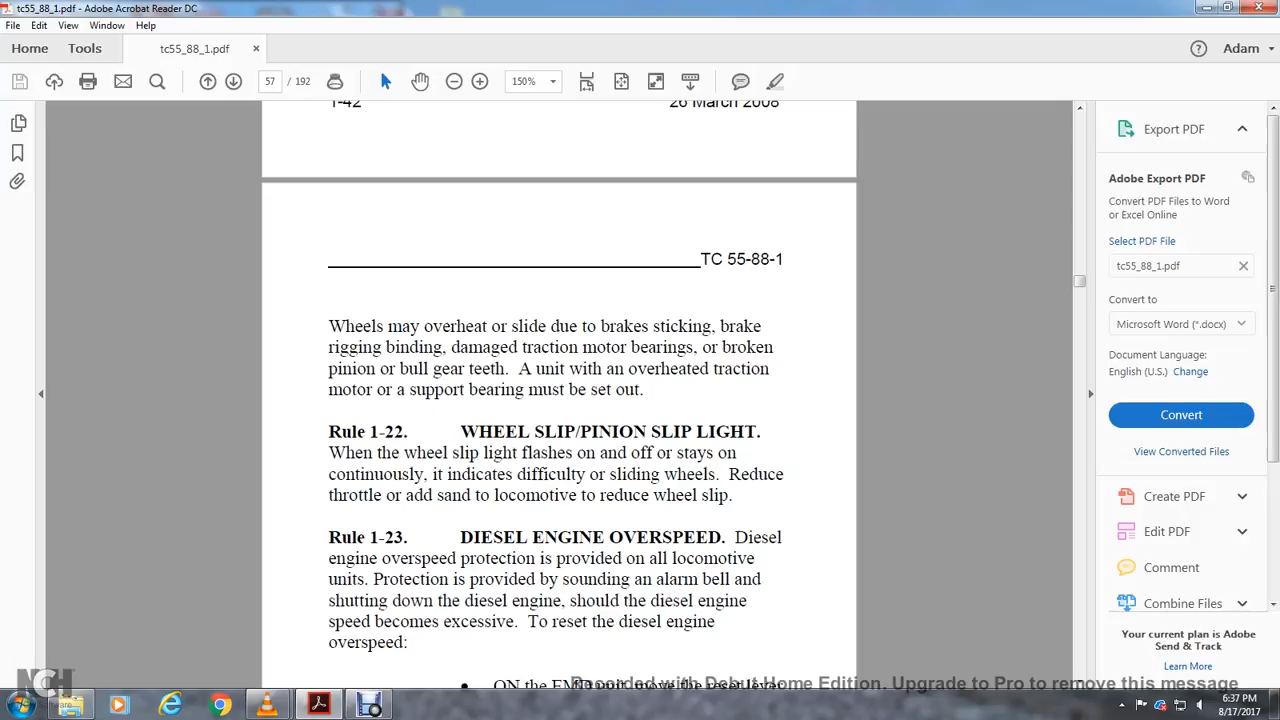 tc55_88_1.pdf - Adobe Acrobat Reader DC
File Edit View Window Help
Home Tools tc55_88_1.pdf × Adam
57 / 192 150%
1-42 26 March 2008
TC 55-88-1
Wheels may overheat or slide due to brakes sticking, brake
rigging binding, damaged traction motor bearings, or broken
pinion or bull gear teeth. A unit with an overheated traction
motor or a support bearing must be set out.
Rule 1-22. WHEEL SLIP/PINION SLIP LIGHT.
When the wheel slip light flashes on and off or stays on
continuously, it indicates difficulty or sliding wheels. Reduce
throttle or add sand to locomotive to reduce wheel slip.
Rule 1-23. DIESEL ENGINE OVERSPEED. Diesel
engine overspeed protection is provided on all locomotive
units. Protection is provided by sounding an alarm bell and
shutting down the diesel engine, should the diesel engine
speed becomes excessive. To reset the diesel engine
overspeed:
• ON the EMD unit, move the reset lever
Export PDF
Adobe Export PDF
Convert PDF Files to Word
or Excel Online
Select PDF File
tc55_88_1.pdf
Convert to
Microsoft Word (*.docx)
Document Language:
English (U.S.) Change
Convert
View Converted Files
Create PDF
Edit PDF
Comment
Combine Files
Your current plan is Adobe
Send & Track
Learn More
NCH
Recorded with Debut Home Edition. Upgrade to Pro to remove this message
6:37 PM
8/17/2017